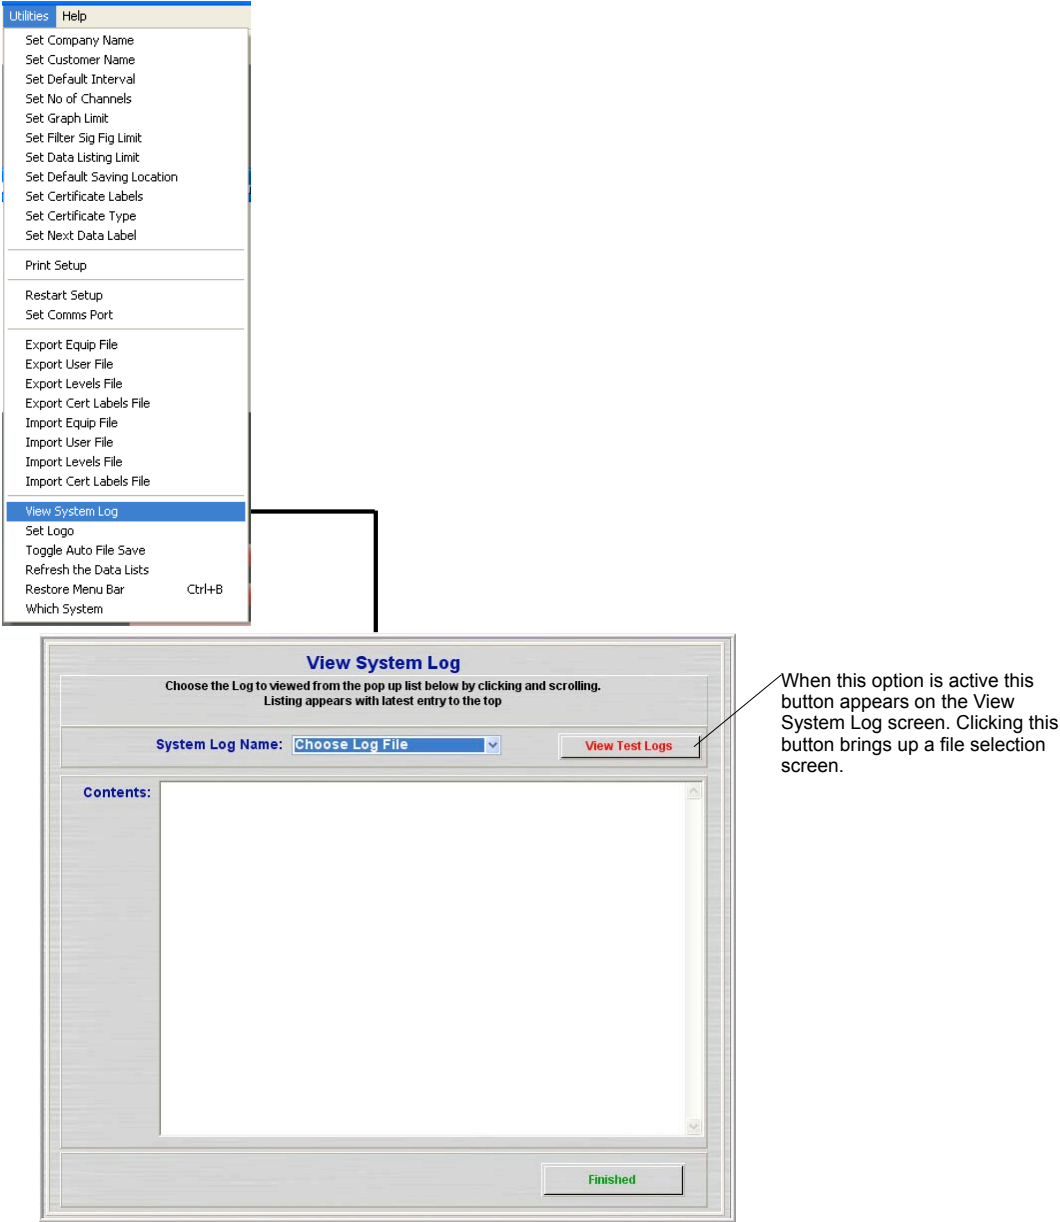 Utilities Help
Set Company Name
Set Customer Name
Set Default Interval
Set No of Channels
Set Graph Limit
Set Filter Sig Fig Limit
Set Data Listing Limit
Set Default Saving Location
Set Certificate Labels
Set Certificate Type
Set Next Data Label
Print Setup
Restart Setup
Set Comms Port
Export Equip File
Export User File
Export Levels File
Export Cert Labels File
Import Equip File
Import User File
Import Levels File
Import Cert Labels File
View System Log
Set Logo
Toggle Auto File Save
Refresh the Data Lists
Restore Menu Bar Ctrl+B
Which System
View System Log
Choose the Log to viewed from the pop up list below by clicking and scrolling.
Listing appears with latest entry to the top
System Log Name: Choose Log File View Test Logs
Contents:
Finished
When this option is active this
button appears on the View
System Log screen. Clicking this
button brings up a file selection
screen.